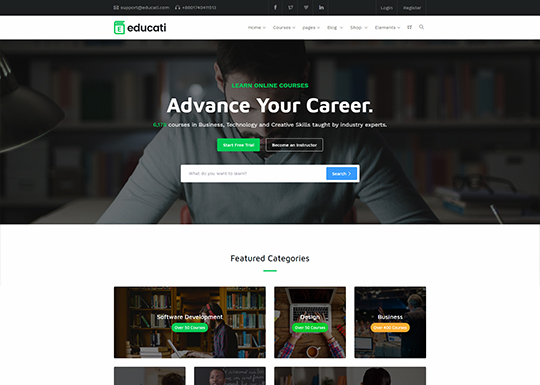 support@educati.com
Login Register
educati
Home Courses pages Blog Shop Elements
LEARN ONLINE COURSES
Advance Your Career.
courses in Business, Technology and Creative Skills taught by industry experts.
Start Free Trial Become an Instructor
What do you want to learn? Search
Featured Categories
Software Development
Over 50 Courses
Design
Over 50 Courses
Business
Over 400 Courses